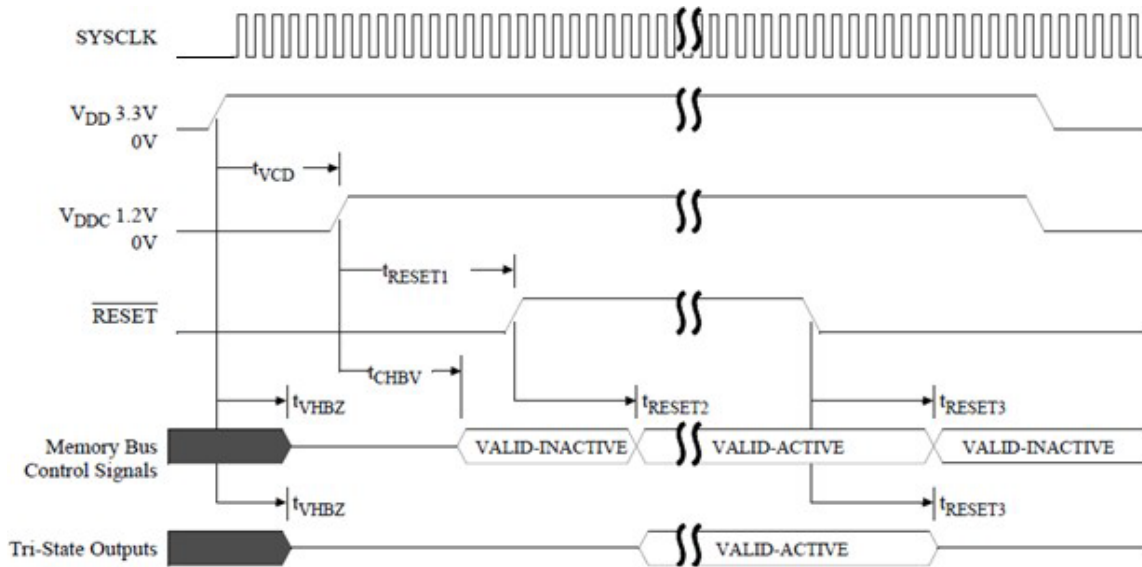 SYSCLK
VDD 3.3V
0V
tVCD
VDDC 1.2V
0V
tRESET1
RESET
tCHBV
tVHBZ
tRESET2
tRESET3
Memory Bus
Control Signals
VALID-INACTIVE
VALID-ACTIVE
VALID-INACTIVE
tVHBZ
tRESET3
Tri-State Outputs
VALID-ACTIVE